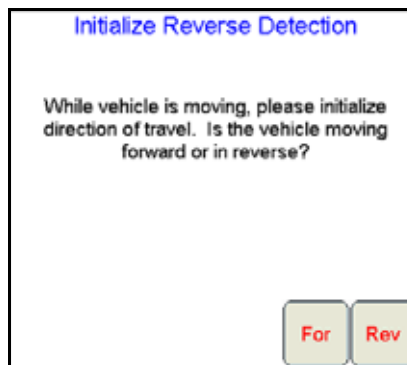 Initialize Reverse Detection
While vehicle is moving, please initialize
direction of travel.  Is the vehicle moving
forward or in reverse?
For
Rev